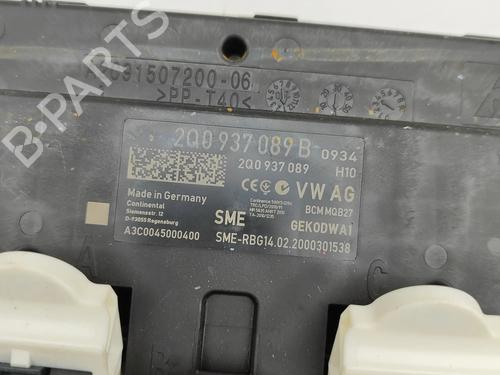 07200-06
>PP-T40<
2Q0 937 089 B 0934
2Q0 937 089 H10
Made in Germany
VW AG
Continental
BCM MQB27
Siemensstr. 12
SME
D-93055 Regensburg
GEKODWAI
A3C0045000400
SME-RBG14.02.2000301538
A
C
B-PARTS